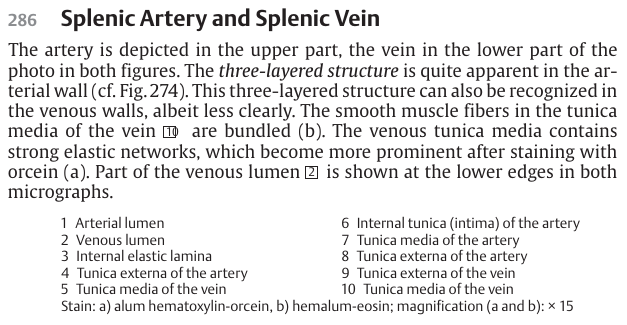 286 Splenic Artery and Splenic Vein
The artery is depicted in the upper part, the vein in the lower part of the
photo in both figures. The three-layered structure is quite apparent in the ar-
terial wall (cf. Fig. 274). This three-layered structure can also be recognized in
the venous walls, albeit less clearly. The smooth muscle fibers in the tunica
media of the vein 10 are bundled (b). The venous tunica media contains
strong elastic networks, which become more prominent after staining with
orcein (a). Part of the venous lumen 2 is shown at the lower edges in both
micrographs.
1 Arterial lumen
2 Venous lumen
3 Internal elastic lamina
4 Tunica externa of the artery
5 Tunica media of the vein
6 Internal tunica (intima) of the artery
7 Tunica media of the artery
8 Tunica externa of the artery
9 Tunica externa of the vein
10 Tunica media of the vein
Stain: a) alum hematoxylin-orcein, b) hemalum-eosin; magnification (a and b): × 15